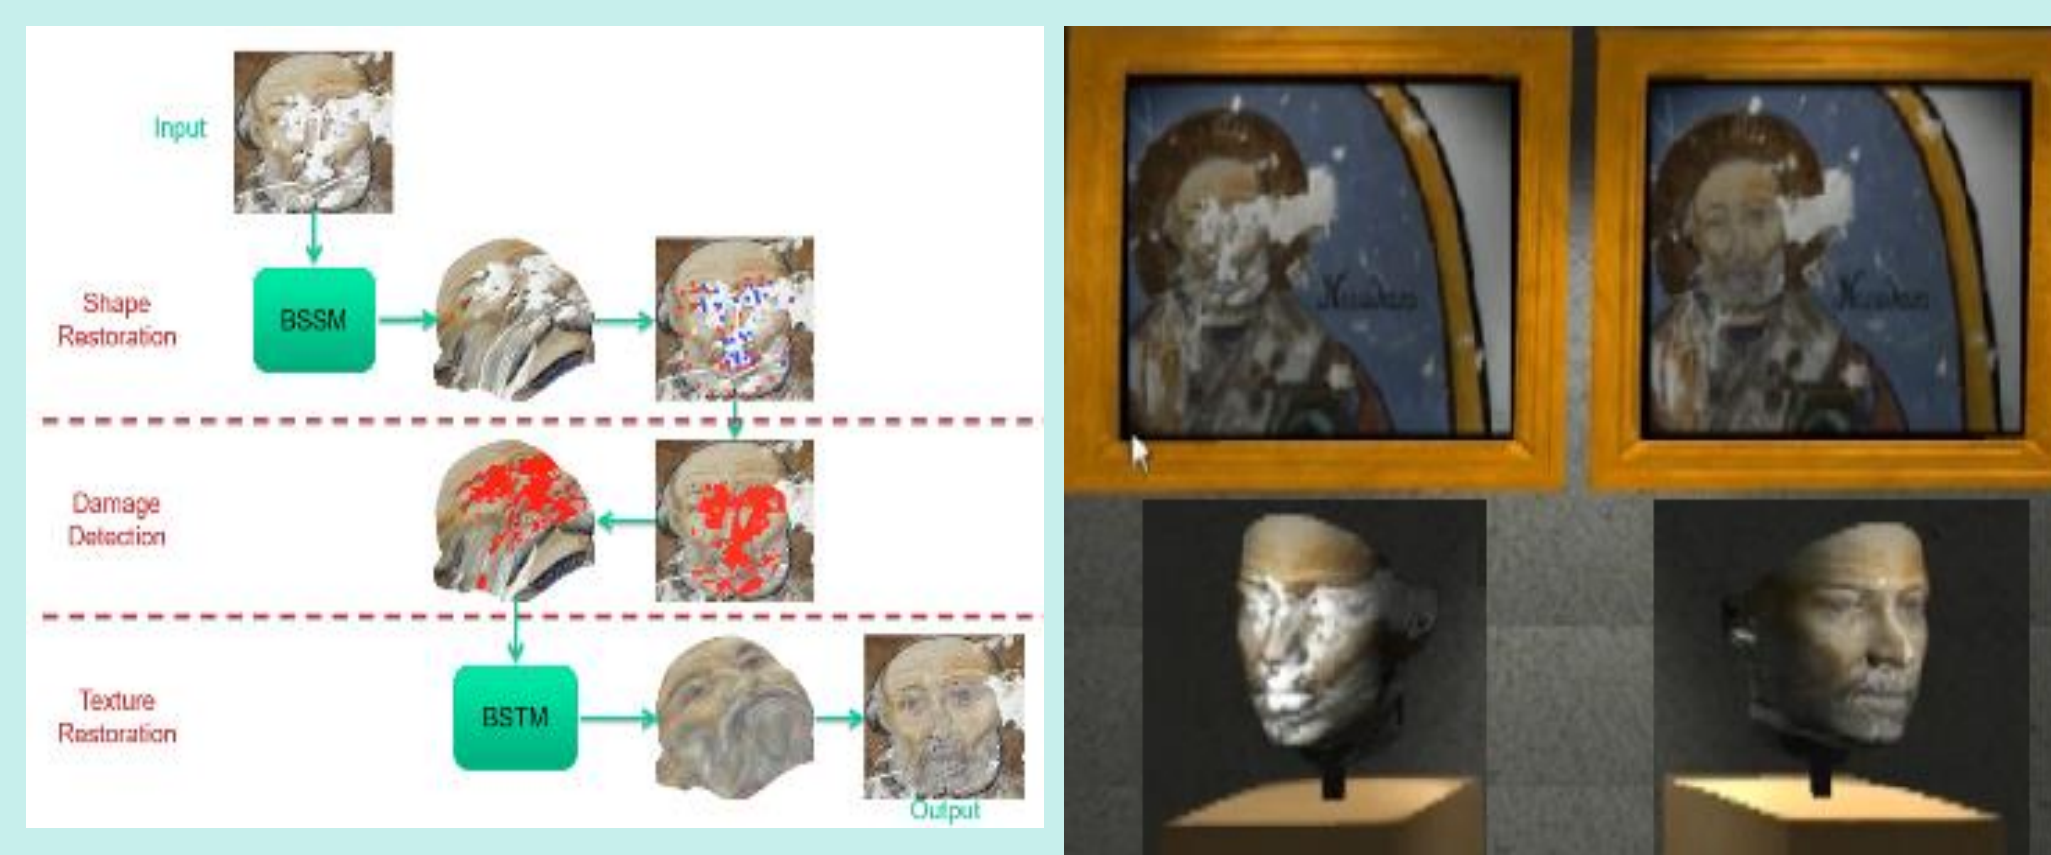 Input
Shape
Restoration
BSSM
Damage
Detection
Texture
Restoration
BSTM
Output